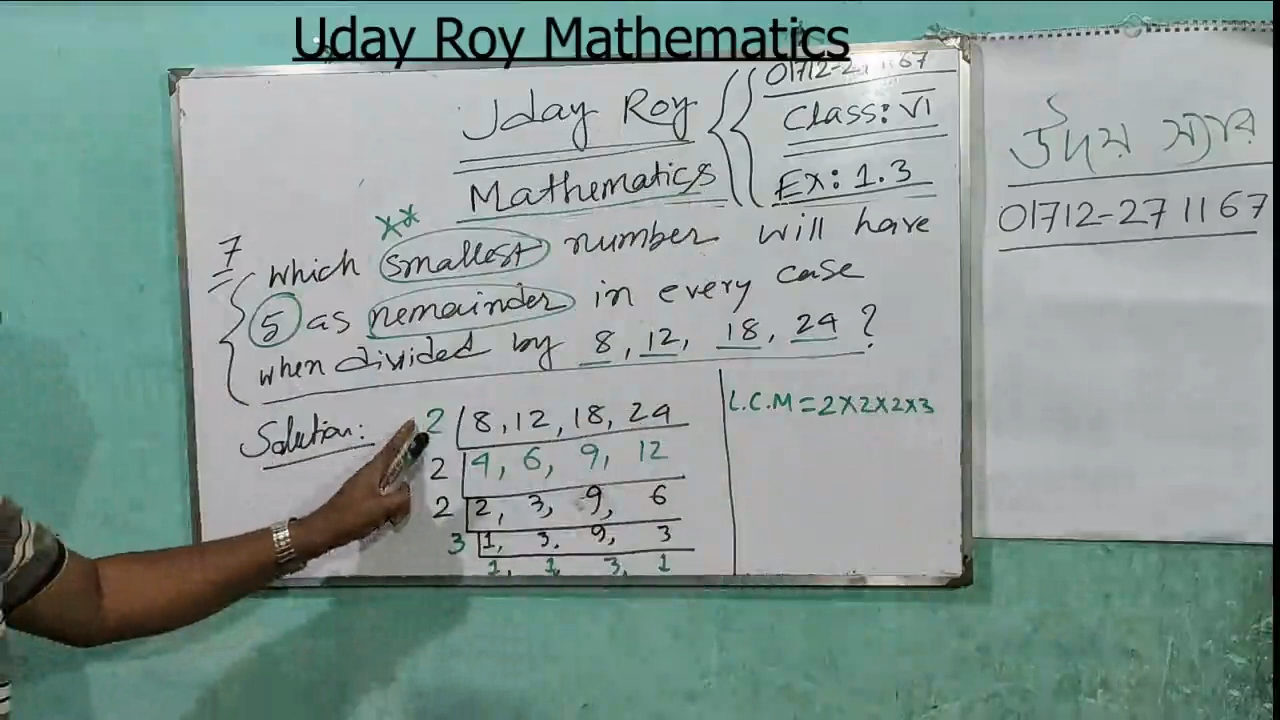 Uday Roy Mathematics
Uday Roy
Mathematics
Class: VI
Ex: 1.3
উদয় স্যার
01712-271167
7
Which smallest number will have
5 as remainder in every case
when divided by 8, 12, 18, 24 ?
Solution:
2 | 8, 12, 18, 24
2 | 4, 6, 9, 12
2 | 2, 3, 9, 6
3 | 1, 3, 9, 3
1, 1, 3, 1
L.C.M = 2×2×2×3